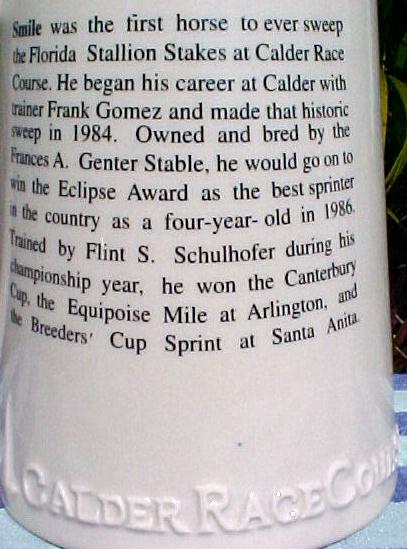 Smile was the first horse to ever sweep
the Florida Stallion Stakes at Calder Race
Course. He began his career at Calder with
trainer Frank Gomez and made that historic
sweep in 1984. Owned and bred by the
Frances A. Genter Stable, he would go on to
win the Eclipse Award as the best sprinter
in the country as a four-year- old in 1986.
Trained by Flint S. Schulhofer during his
championship year, he won the Canterbury
Cup, the Equipoise Mile at Arlington, and
the Breeders' Cup Sprint at Santa Anita.
CALDER RACE